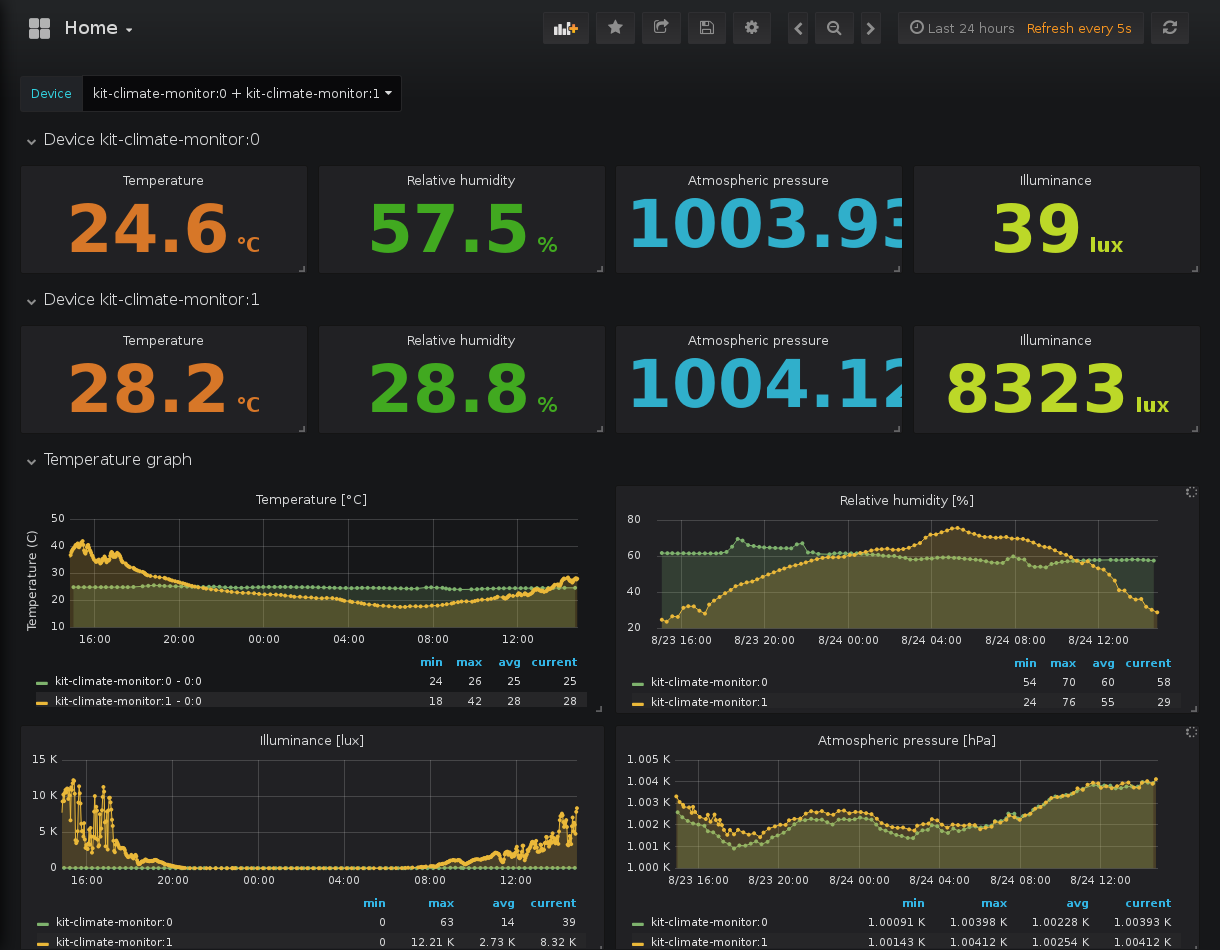 Home
Last 24 hours Refresh every 5s
Device kit-climate-monitor:0 + kit-climate-monitor:1
Device kit-climate-monitor:0
Temperature Relative humidity Atmospheric pressure Illuminance
24.6 °C 57.5 % 1003.93 39 lux
Device kit-climate-monitor:1
Temperature Relative humidity Atmospheric pressure Illuminance
28.2 °C 28.8 % 1004.12 8323 lux
Temperature graph
Temperature [°C]
Temperature (C)
50
40
30
20
10
16:00 20:00 00:00 04:00 08:00 12:00
min max avg current
kit-climate-monitor:0 - 0:0 24 26 25 25
kit-climate-monitor:1 - 0:0 18 42 28 28
Relative humidity [%]
80
60
40
20
8/23 16:00 8/23 20:00 8/24 00:00 8/24 04:00 8/24 08:00 8/24 12:00
min max avg current
kit-climate-monitor:0 54 70 60 58
kit-climate-monitor:1 24 76 55 29
Illuminance [lux]
15 K
10 K
5 K
0
16:00 20:00 00:00 04:00 08:00 12:00
min max avg current
kit-climate-monitor:0 0 63 14 39
kit-climate-monitor:1 0 12.21 K 2.73 K 8.32 K
Atmospheric pressure [hPa]
1.005 K
1.004 K
1.003 K
1.002 K
1.001 K
1.000 K
8/23 16:00 8/23 20:00 8/24 00:00 8/24 04:00 8/24 08:00 8/24 12:00
min max avg current
kit-climate-monitor:0 1.00091 K 1.00398 K 1.00228 K 1.00393 K
kit-climate-monitor:1 1.00143 K 1.00412 K 1.00254 K 1.00412 K